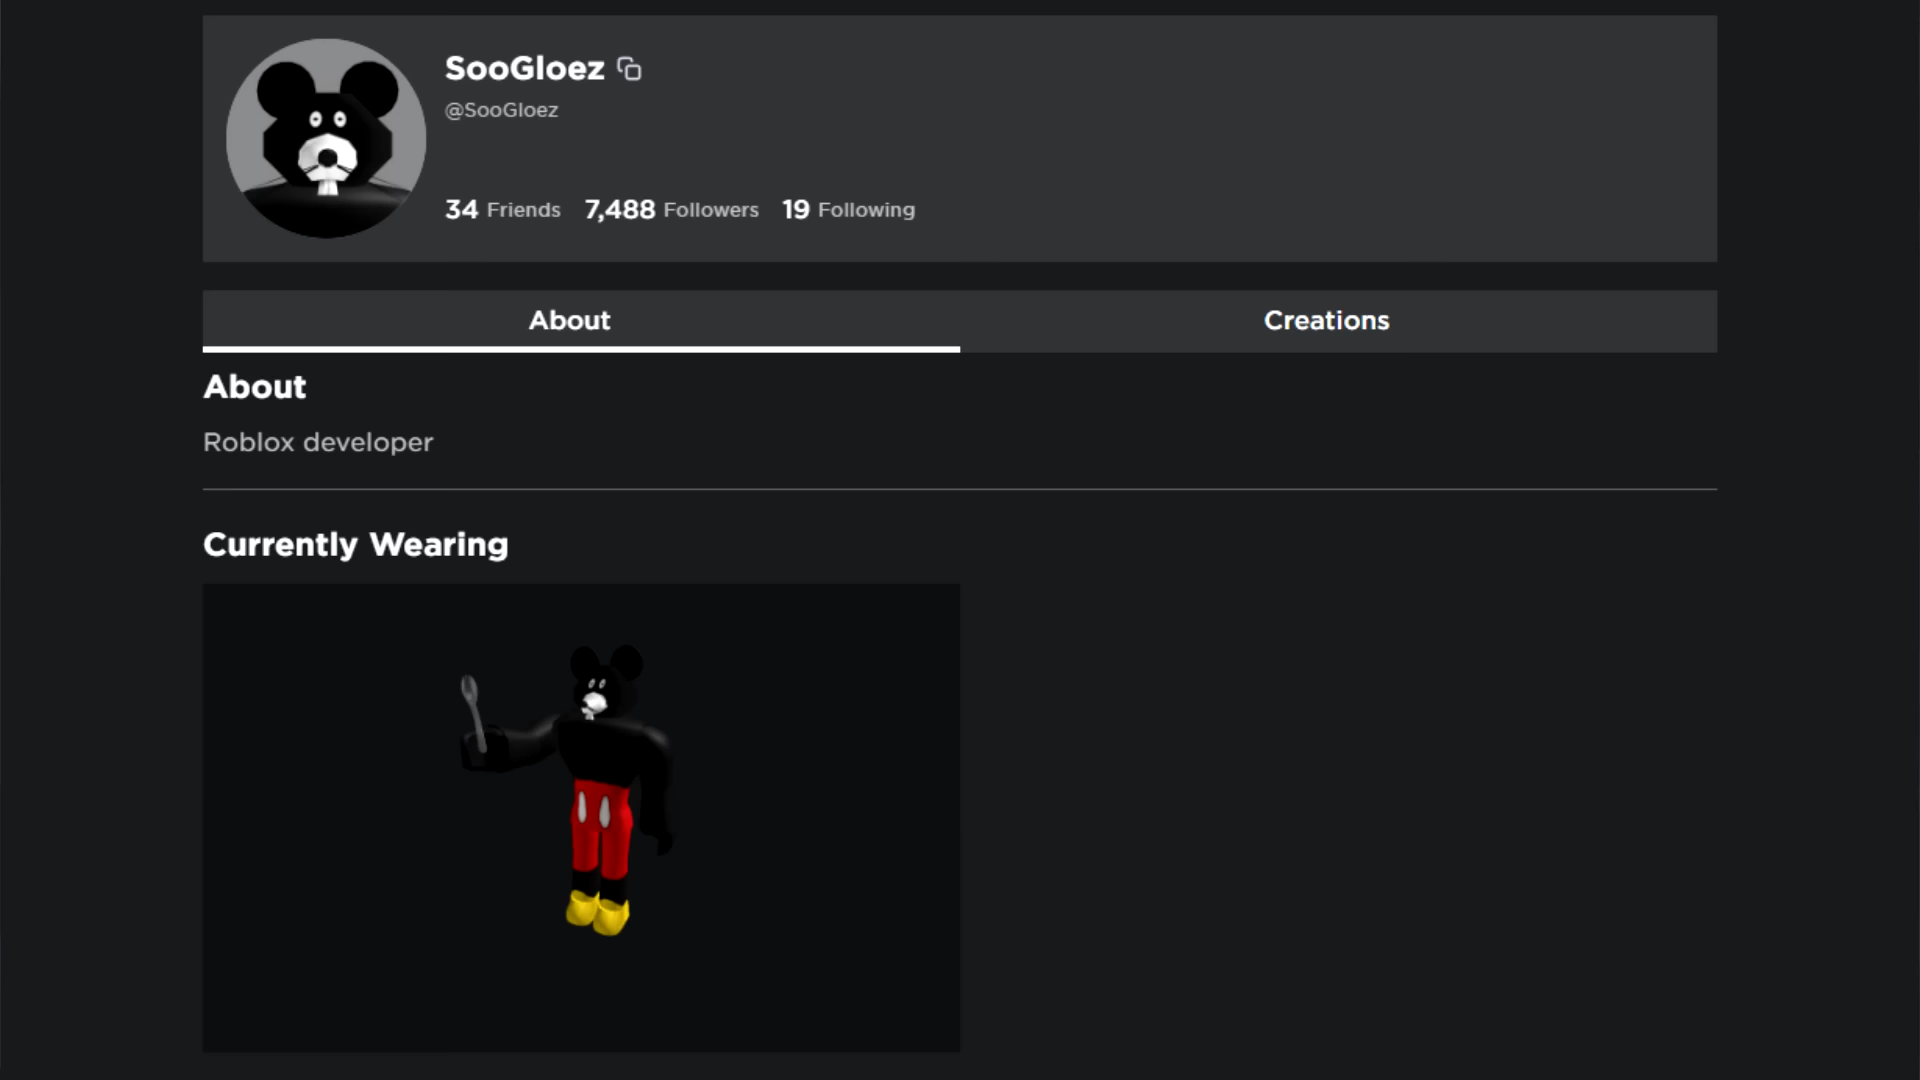 SooGloez
@SooGloez
34 Friends 7,488 Followers 19 Following
About Creations
About
Roblox developer
Currently Wearing